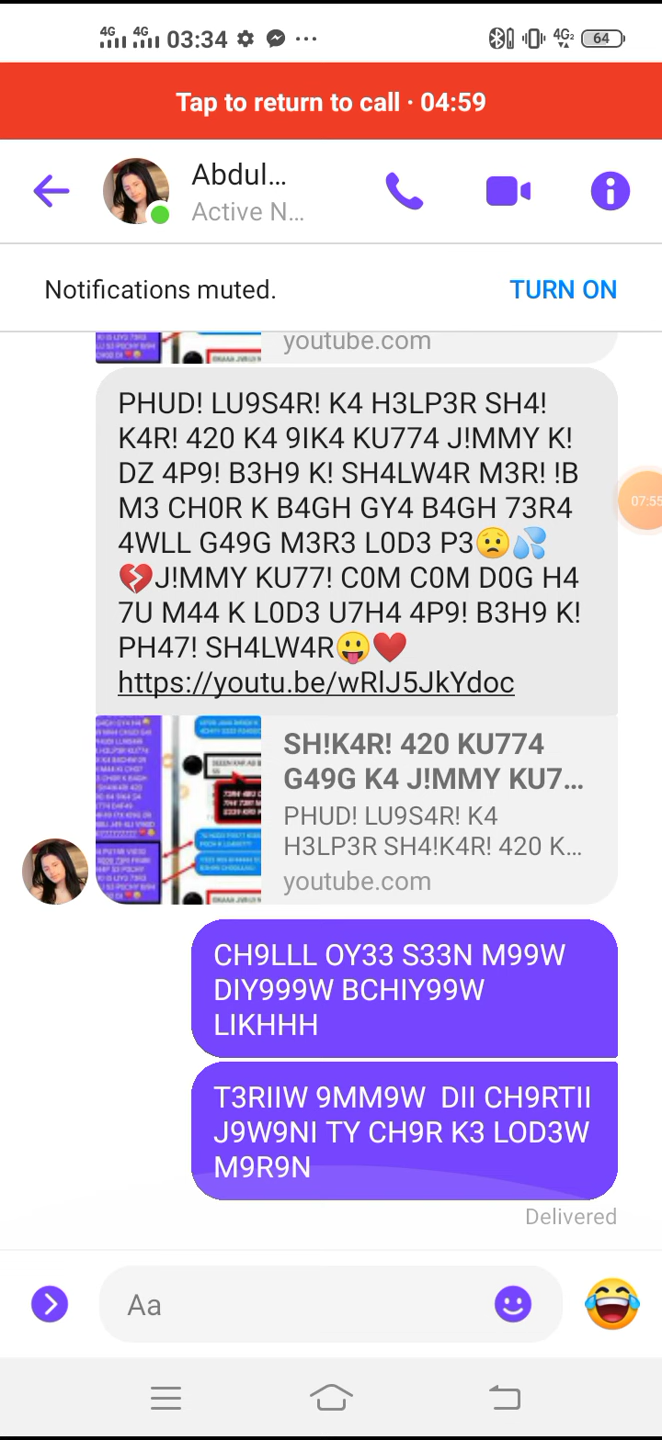 4G 4G 03:34 ... 4G2 64
Tap to return to call · 04:59
Abdul...
Active N...
Notifications muted. TURN ON
youtube.com
PHUD! LU9S4R! K4 H3LP3R SH4!
K4R! 420 K4 9IK4 KU774 J!MMY K!
DZ 4P9! B3H9 K! SH4LW4R M3R! !B
M3 CH0R K B4GH GY4 B4GH 73R4
4WLL G49G M3R3 L0D3 P3😟💦
💔J!MMY KU77! C0M C0M D0G H4
7U M44 K L0D3 U7H4 4P9! B3H9 K!
PH47! SH4LW4R😛❤️
https://youtu.be/wRlJ5JkYdoc
SH!K4R! 420 KU774
G49G K4 J!MMY KU7...
PHUD! LU9S4R! K4
H3LP3R SH4!K4R! 420 K...
youtube.com
07:55
CH9LLL OY33 S33N M99W
DIY999W BCHIY99W
LIKHHH
T3RIIW 9MM9W DII CH9RTII
J9W9NI TY CH9R K3 LOD3W
M9R9N
Delivered
Aa